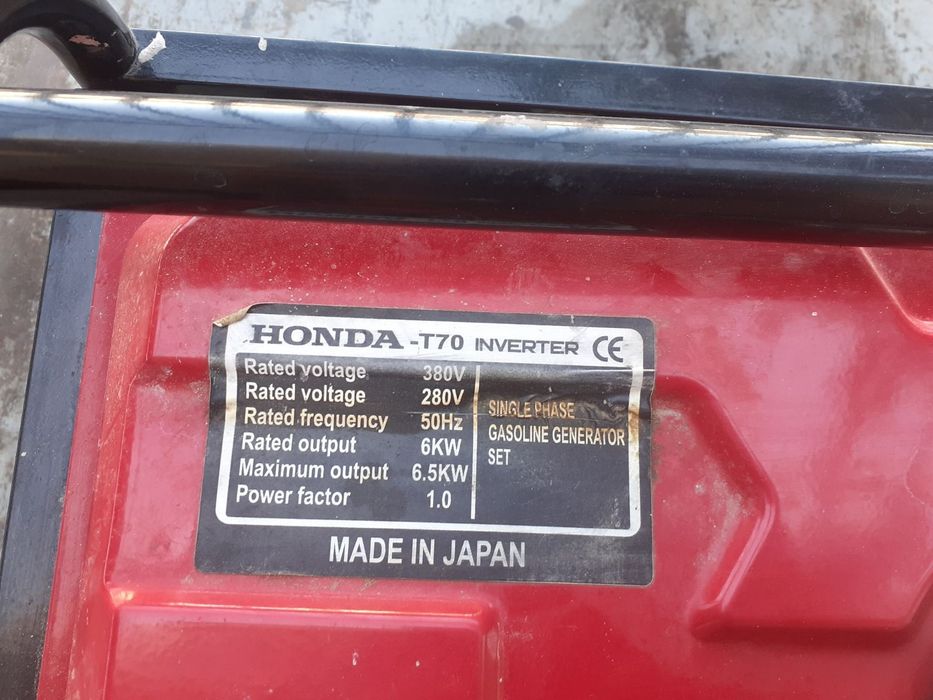 HONDA -T70 INVERTER CE
Rated voltage 380V
Rated voltage 280V
Rated frequency 50Hz
Rated output 6KW
Maximum output 6.5KW
Power factor 1.0
SINGLE PHASE
GASOLINE GENERATOR
SET
MADE IN JAPAN